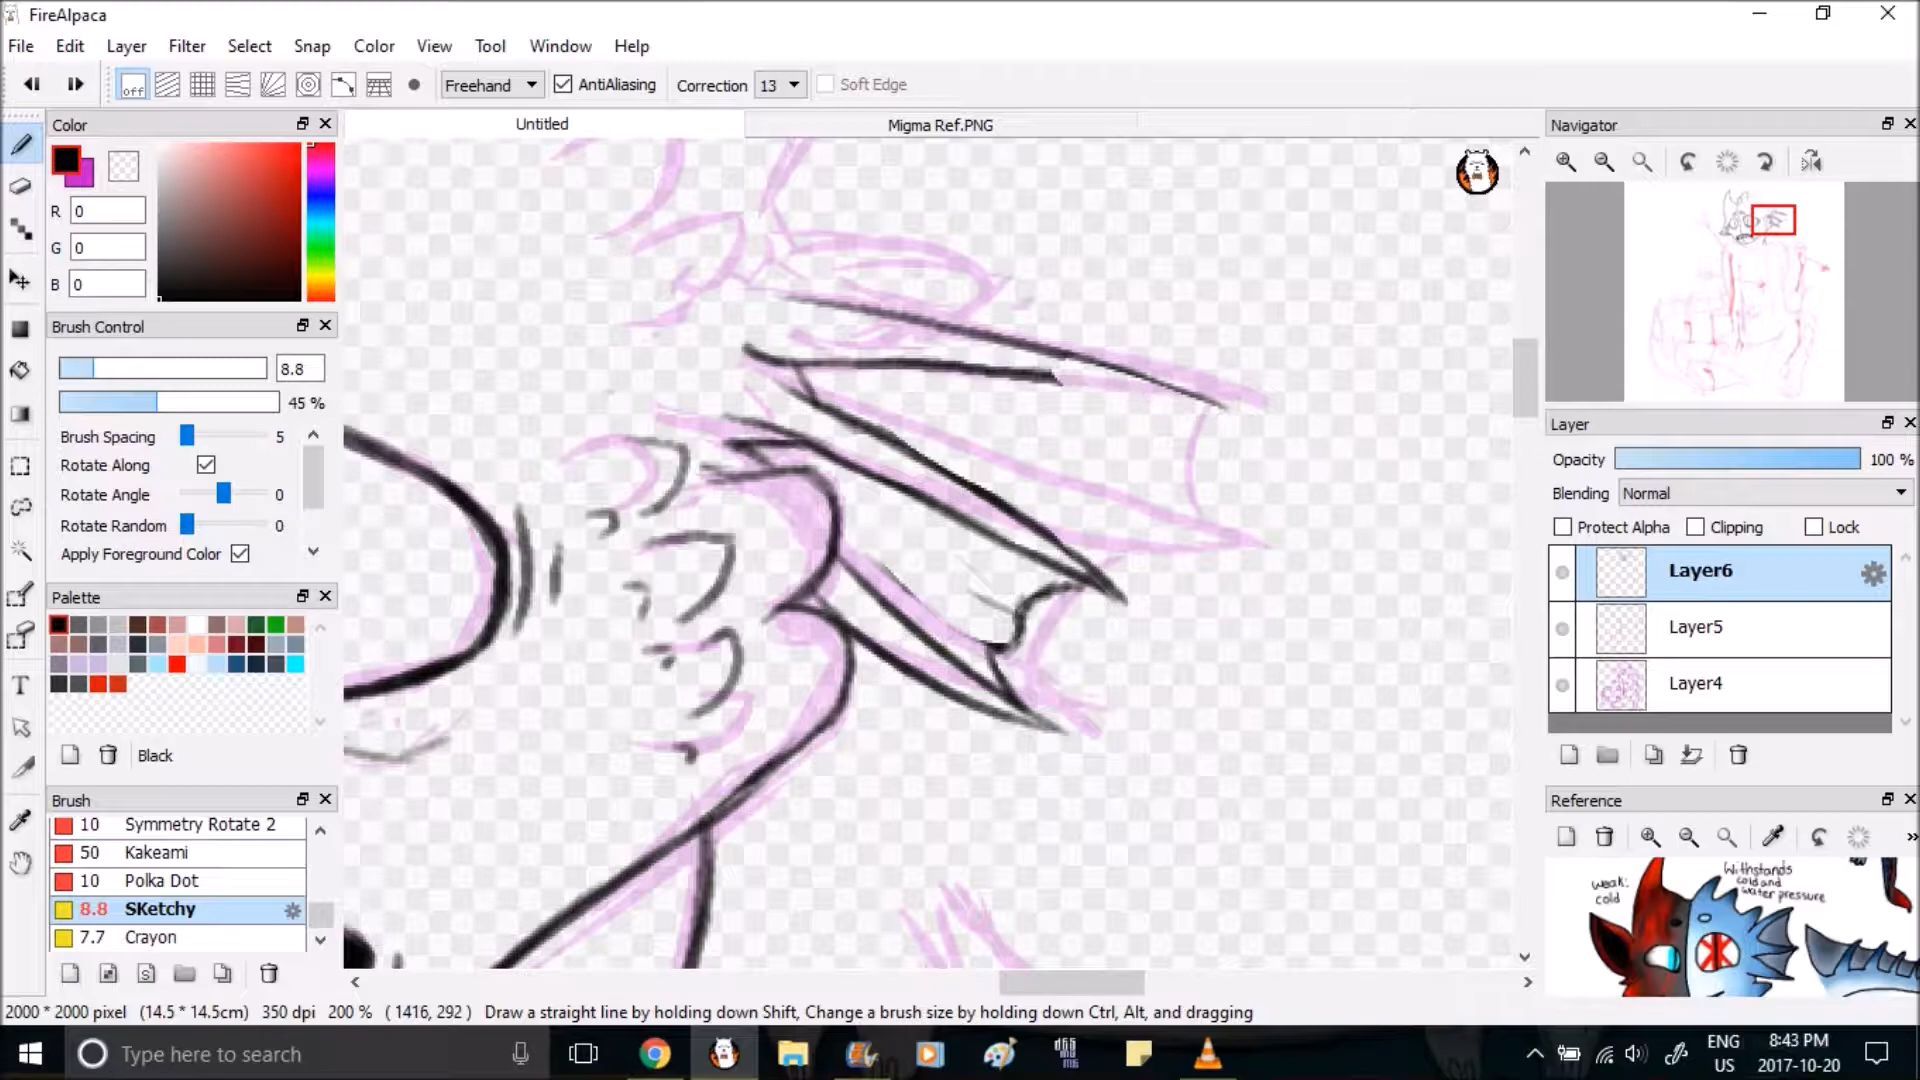 FireAlpaca
File Edit Layer Filter Select Snap Color View Tool Window Help
off Freehand AntiAliasing Correction 13 Soft Edge
Color
R 0
G 0
B 0
Brush Control
8.8
45 %
Brush Spacing 5
Rotate Along
Rotate Angle 0
Rotate Random 0
Apply Foreground Color
Palette
Black
Brush
10 Symmetry Rotate 2
50 Kakeami
10 Polka Dot
8.8 SKetchy
7.7 Crayon
Untitled Migma Ref.PNG
Navigator
Layer
Opacity 100 %
Blending Normal
Protect Alpha Clipping Lock
Layer6
Layer5
Layer4
Reference
»
weak:
cold
Withstands
cold and
water pressure
2000 * 2000 pixel (14.5 * 14.5cm) 350 dpi 200 % ( 1416, 292 ) Draw a straight line by holding down Shift, Change a brush size by holding down Ctrl, Alt, and dragging
Type here to search
ENG
US
8:43 PM
2017-10-20